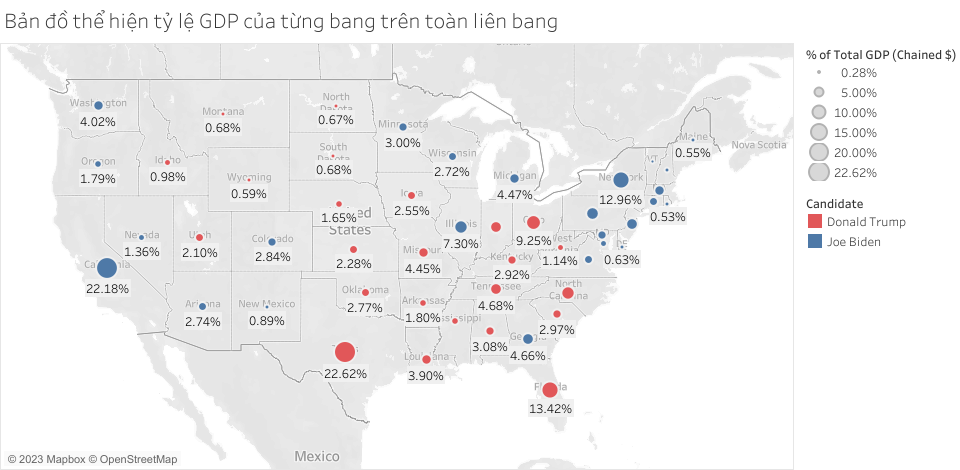 Bản đồ thể hiện tỷ lệ GDP của từng bang trên toàn liên bang
% of Total GDP (Chained $)
0.28%
5.00%
10.00%
15.00%
20.00%
22.62%
Candidate
Donald Trump
Joe Biden
Washington
4.02%
Montana
0.68%
North
Dakota
0.67%
Minnesota
3.00%
Maine
0.55%
Nova Scotia
Oregon
1.79%
Idaho
0.98%
Wyoming
0.59%
South
Dakota
0.68%
Wisconsin
2.72%
Michigan
4.47%
VT
New York
12.96%
0.53%
Iowa
2.55%
1.65%
United
States
Nevada
1.36%
Utah
2.10%
Colorado
2.84%
2.28%
Illinois
7.30%
Ohio
9.25%
West
1.14%
DE
0.63%
California
22.18%
Missouri
4.45%
Kentucky
2.92%
Arizona
2.74%
New Mexico
0.89%
Oklahoma
2.77%
Arkansas
1.80%
Tennessee
4.68%
North
Carolina
2.97%
Mississippi
3.08%
Georgia
4.66%
22.62%
Louisiana
3.90%
Florida
13.42%
Mexico
© 2023 Mapbox © OpenStreetMap